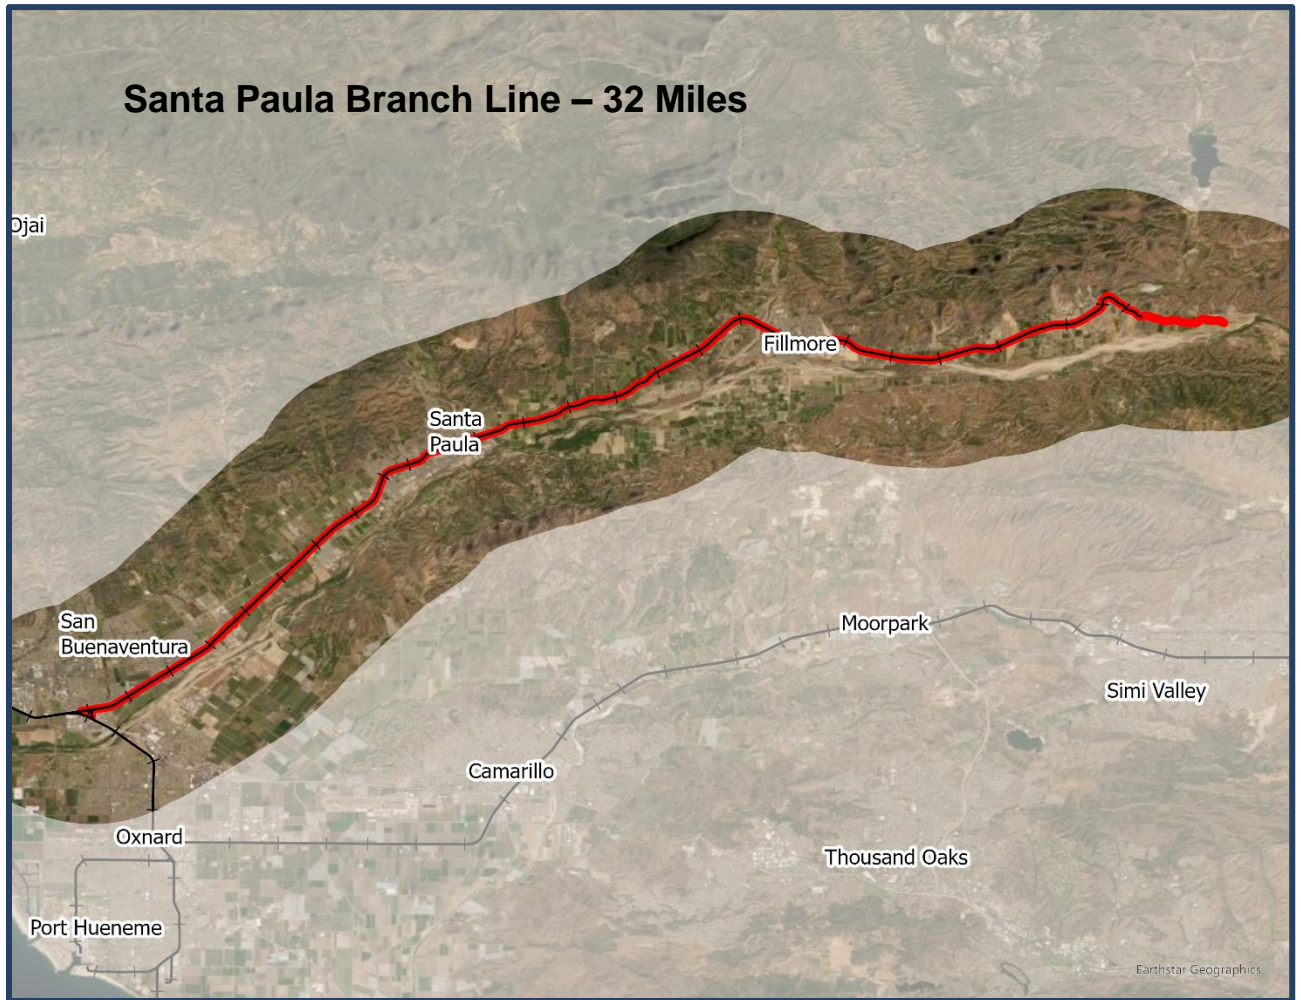 Santa Paula Branch Line – 32 Miles
Ojai
Fillmore
Santa
Paula
San
Buenaventura
Moorpark
Simi Valley
Camarillo
Oxnard
Thousand Oaks
Port Hueneme
Earthstar Geographics